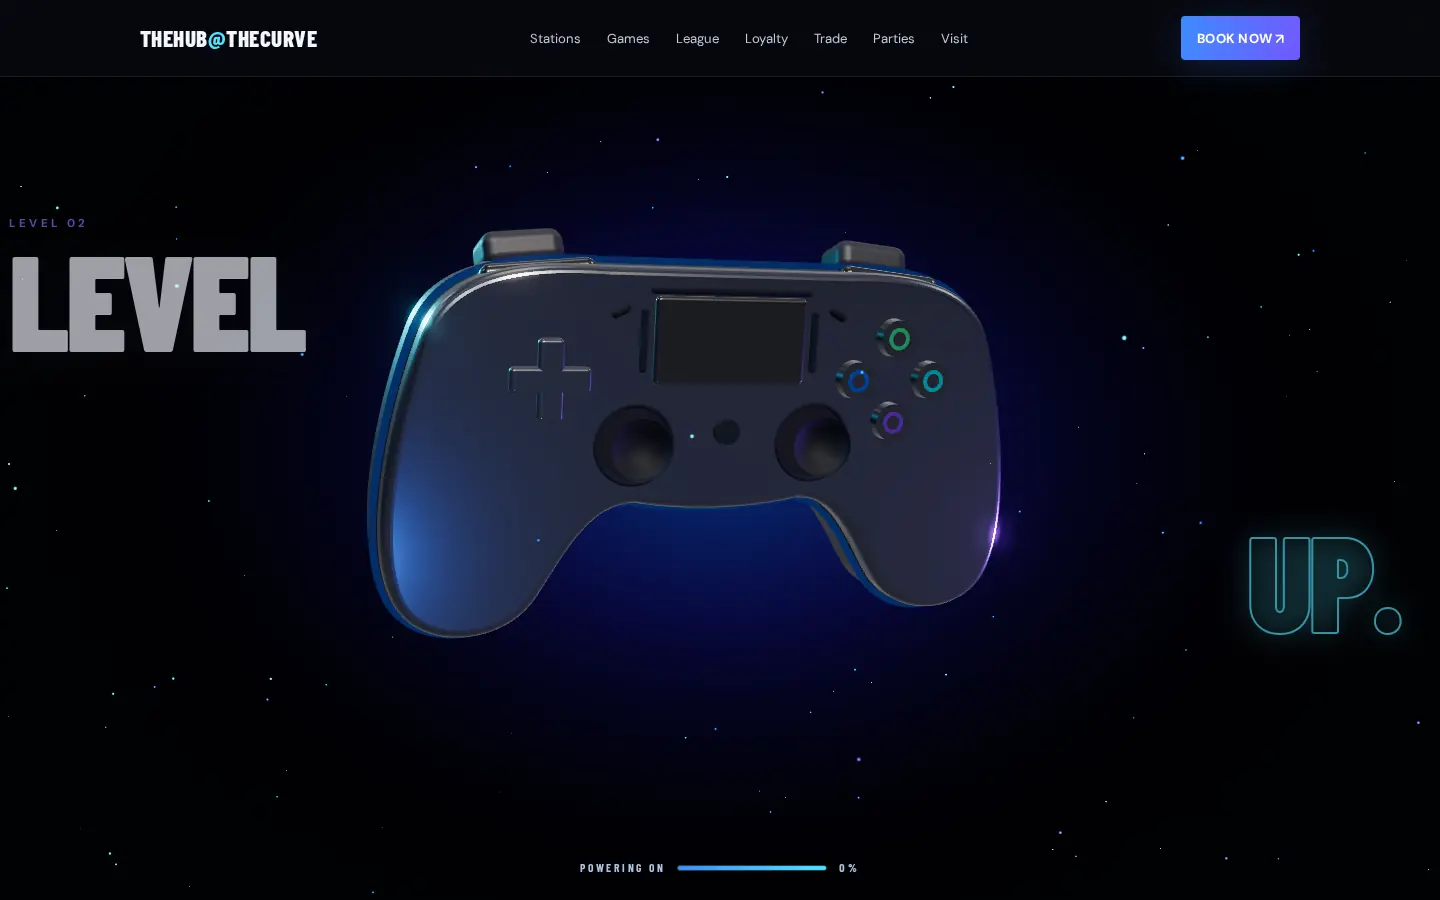 THEHUB@THECURVE
Stations Games League Loyalty Trade Parties Visit
BOOK NOW
LEVEL 02
LEVEL
UP.
POWERING ON 0%